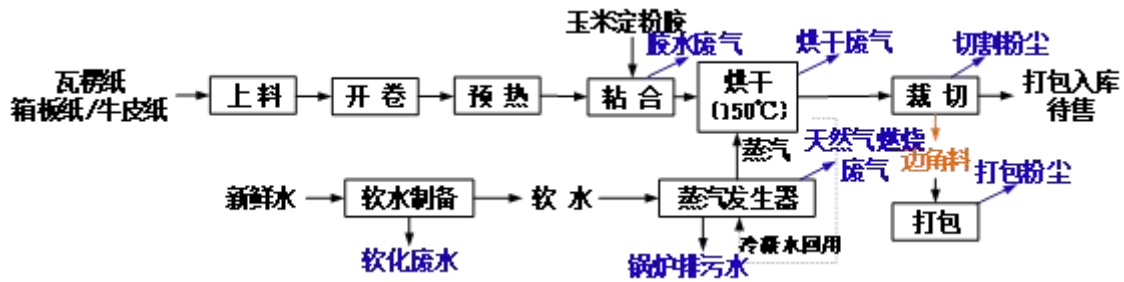 玉米淀粉胶
胶水废气
烘干废气
切割粉尘
瓦楞纸
箱板纸/牛皮纸
上料
开卷
预热
粘合
烘干
(150℃)
裁切
打包入库
待售
蒸汽
天然气燃烧
废气
边角料
打包粉尘
新鲜水
软水制备
软水
蒸汽发生器
打包
冷凝水回用
软化废水
锅炉排污水